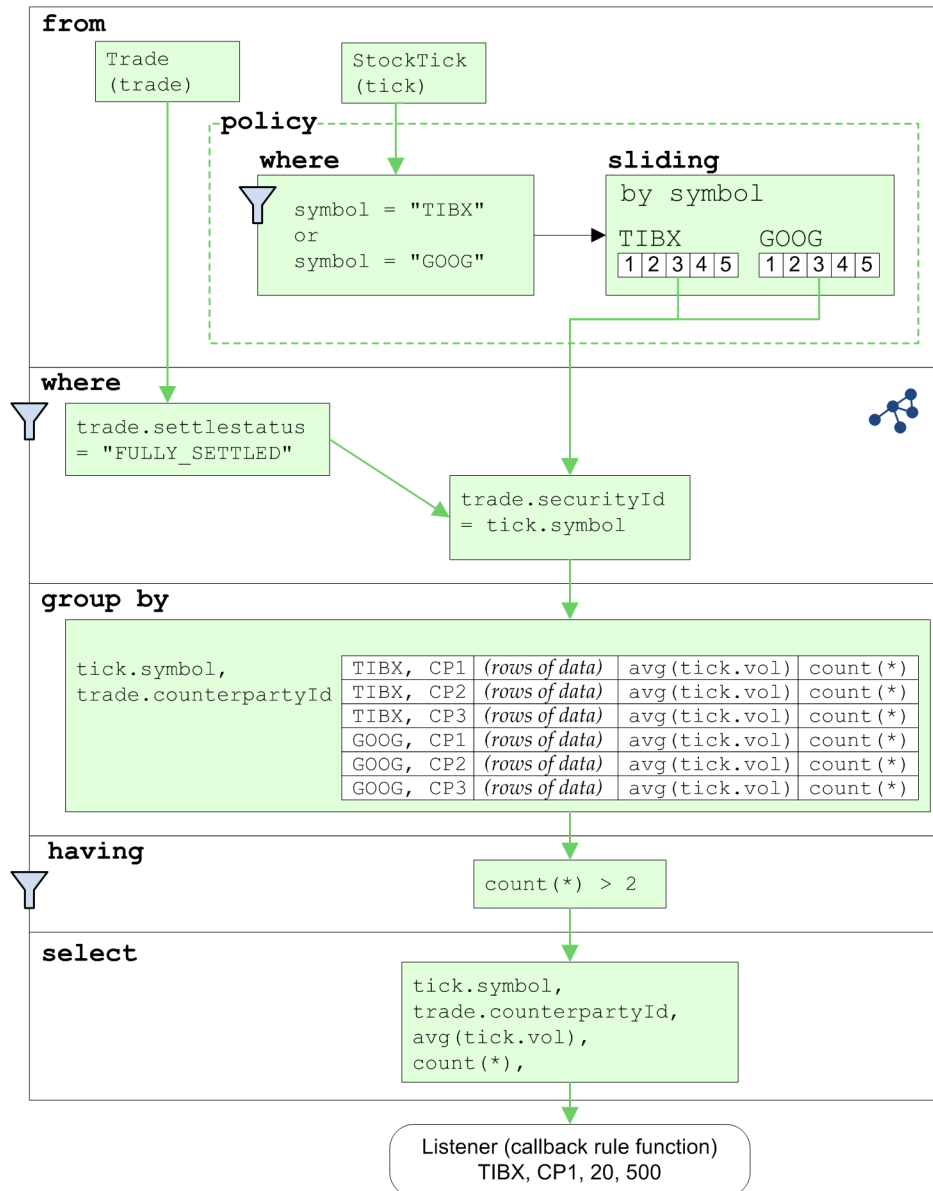 from
Trade
(trade)
StockTick
(tick)
policy
where
symbol = "TIBX"
or
symbol = "GOOG"
sliding
by symbol
TIBX GOOG
1 2 3 4 5 1 2 3 4 5
where
trade.settlestatus
= "FULLY_SETTLED"
trade.securityId
= tick.symbol
group by
tick.symbol,
trade.counterpartyId
TIBX, CP1 (rows of data) avg(tick.vol) count(*)
TIBX, CP2 (rows of data) avg(tick.vol) count(*)
TIBX, CP3 (rows of data) avg(tick.vol) count(*)
GOOG, CP1 (rows of data) avg(tick.vol) count(*)
GOOG, CP2 (rows of data) avg(tick.vol) count(*)
GOOG, CP3 (rows of data) avg(tick.vol) count(*)
having
count(*) > 2
select
tick.symbol,
trade.counterpartyId,
avg(tick.vol),
count(*),
Listener (callback rule function)
TIBX, CP1, 20, 500